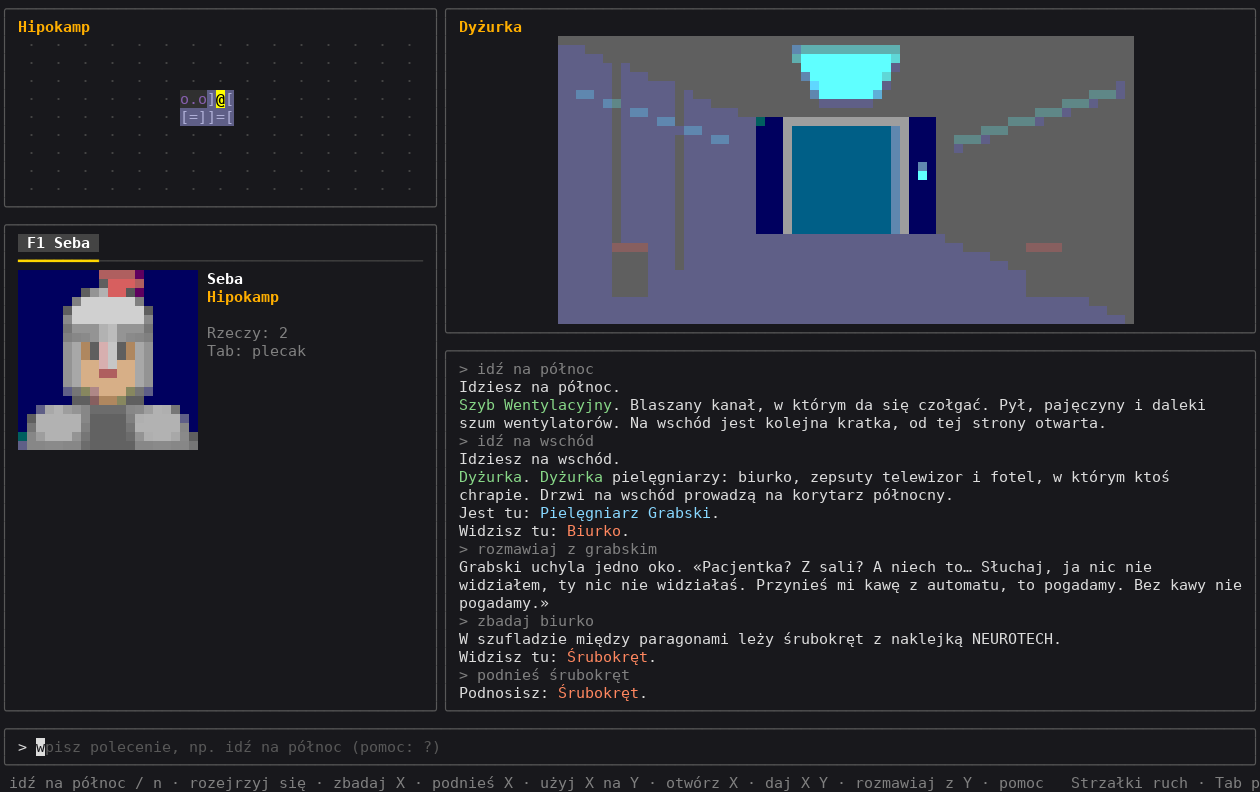 Hipokamp
o.o]@[
[=]]=[
F1 Seba
Seba
Hipokamp
Rzeczy: 2
Tab: plecak
Dyżurka
> idź na północ
Idziesz na północ.
Szyb Wentylacyjny. Blaszany kanał, w którym da się czołgać. Pył, pajęczyny i daleki
szum wentylatorów. Na wschód jest kolejna kratka, od tej strony otwarta.
> idź na wschód
Idziesz na wschód.
Dyżurka. Dyżurka pielęgniarzy: biurko, zepsuty telewizor i fotel, w którym ktoś
chrapie. Drzwi na wschód prowadzą na korytarz północny.
Jest tu: Pielęgniarz Grabski.
Widzisz tu: Biurko.
> rozmawiaj z grabskim
Grabski uchyla jedno oko. «Pacjentka? Z sali? A niech to… Słuchaj, ja nic nie
widziałem, ty nic nie widziałaś. Przynieś mi kawę z automatu, to pogadamy. Bez kawy nie
pogadamy.»
> zbadaj biurko
W szufladzie między paragonami leży śrubokręt z naklejką NEUROTECH.
Widzisz tu: Śrubokręt.
> podnieś śrubokręt
Podnosisz: Śrubokręt.
> wpisz polecenie, np. idź na północ (pomoc: ?)
idź na północ / n · rozejrzyj się · zbadaj X · podnieś X · użyj X na Y · otwórz X · daj X Y · rozmawiaj z Y · pomoc   Strzałki ruch · Tab p